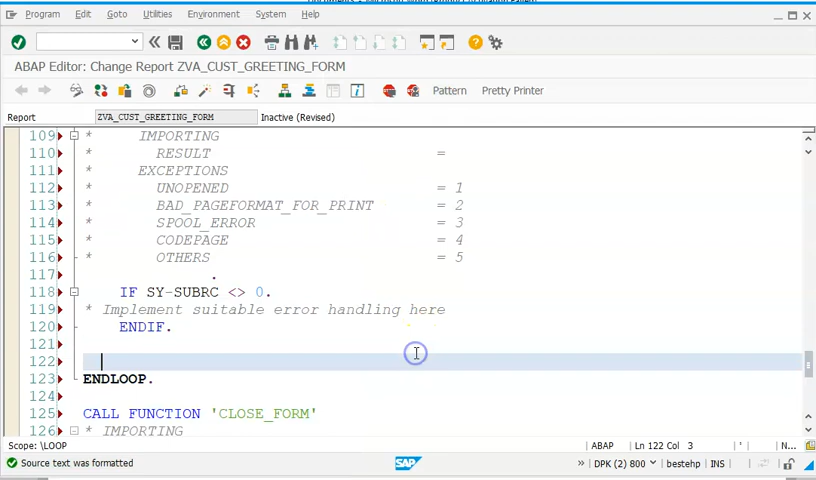 Program Edit Goto Utilities Environment System Help
ABAP Editor: Change Report ZVA_CUST_GREETING_FORM
Pattern Pretty Printer
Report ZVA_CUST_GREETING_FORM Inactive (Revised)
109 * IMPORTING
110 * RESULT =
111 * EXCEPTIONS
112 * UNOPENED = 1
113 * BAD_PAGEFORMAT_FOR_PRINT = 2
114 * SPOOL_ERROR = 3
115 * CODEPAGE = 4
116 * OTHERS = 5
117 .
118 IF SY-SUBRC <> 0.
119 * Implement suitable error handling here
120 ENDIF.
121
122
123 ENDLOOP.
124
125 CALL FUNCTION 'CLOSE_FORM'
126 * IMPORTING
Scope: \LOOP ABAP Ln 122 Col 3 N...
Source text was formatted SAP » DPK (2) 800 bestehp INS